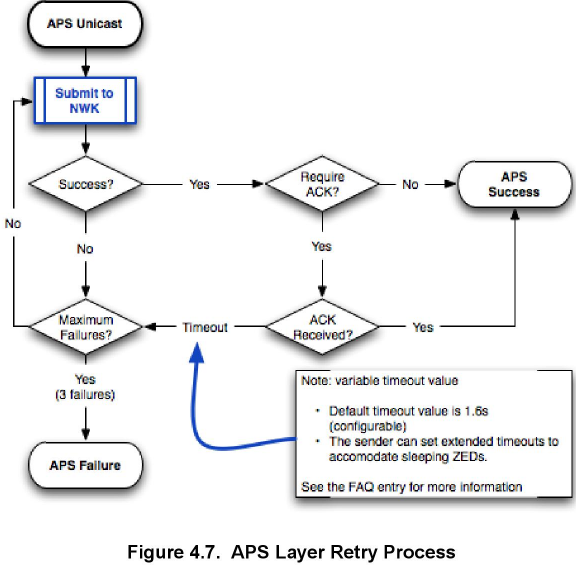 APS Unicast
Submit to
NWK
Success?
Yes
Require
ACK?
No
APS
Success
No
No
Yes
Maximum
Failures?
Timeout
ACK
Received?
Yes
Yes
(3 failures)
APS Failure
Note: variable timeout value
• Default timeout value is 1.6s
(configurable)
• The sender can set extended timeouts to
accomodate sleeping ZEDs.
See the FAQ entry for more information
Figure 4.7. APS Layer Retry Process